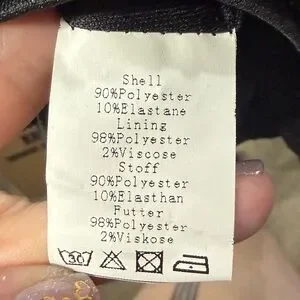 Shell
90%Polyester
10%Elastane
Lining
98%Polyester
2%Viscose
Stoff
90%Polyester
10%Elasthan
Futter
98%Polyester
2%Viskose
30